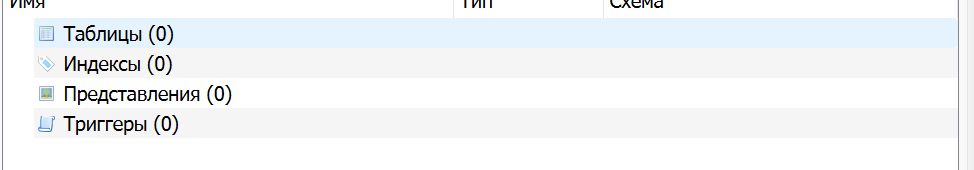 Имя Тип Схема
Таблицы (0)
Индексы (0)
Представления (0)
Триггеры (0)